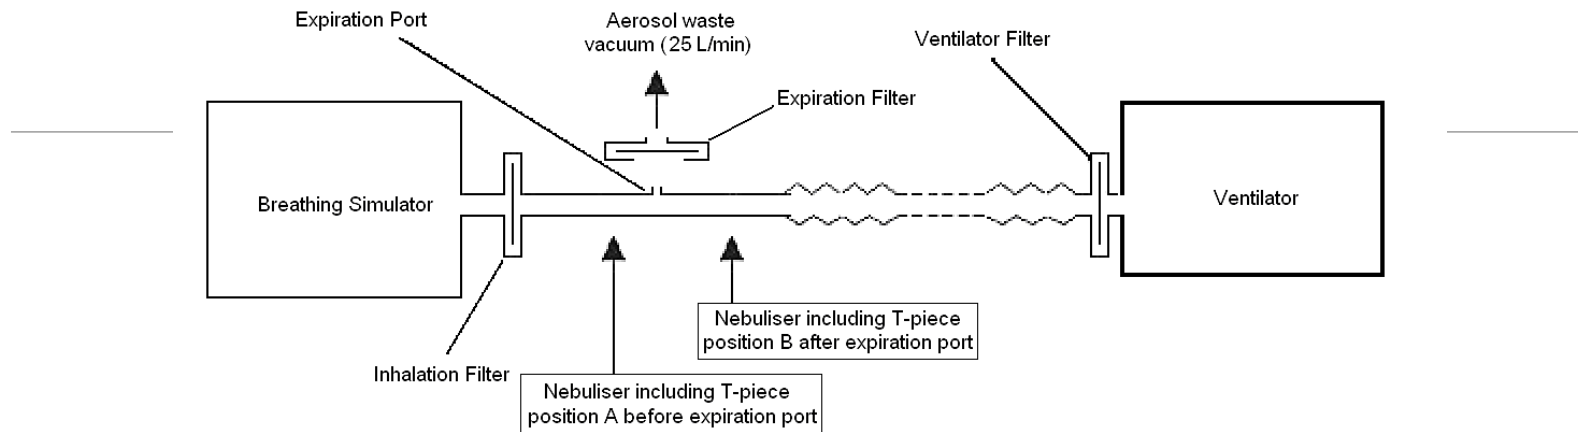 Expiration Port
Aerosol waste
vacuum (25 L/min)
Ventilator Filter
Expiration Filter
Breathing Simulator
Ventilator
Nebuliser including T-piece
position B after expiration port
Inhalation Filter
Nebuliser including T-piece
position A before expiration port